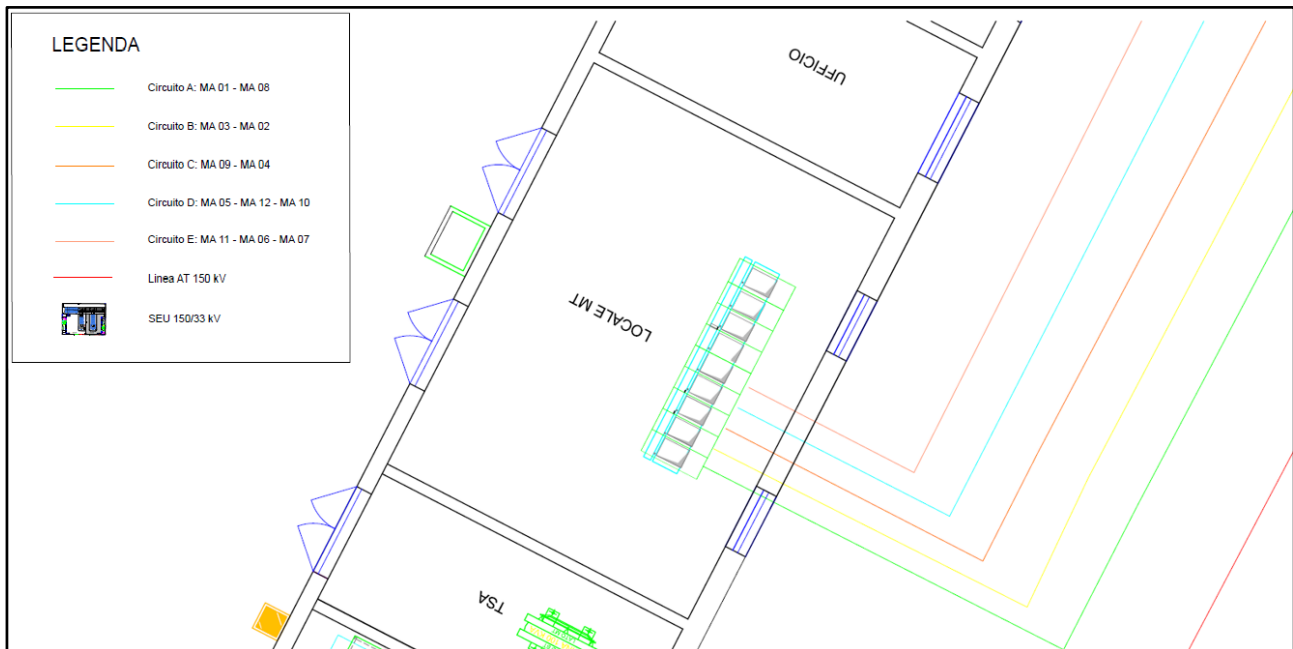 LEGENDA
Circuito A: MA 01 - MA 08
Circuito B: MA 03 - MA 02
Circuito C: MA 09 - MA 04
Circuito D: MA 05 - MA 12 - MA 10
Circuito E: MA 11 - MA 06 - MA 07
Linea AT 150 kV
SEU 150/33 kV
UFFICIO
LOCALE MT
TSA